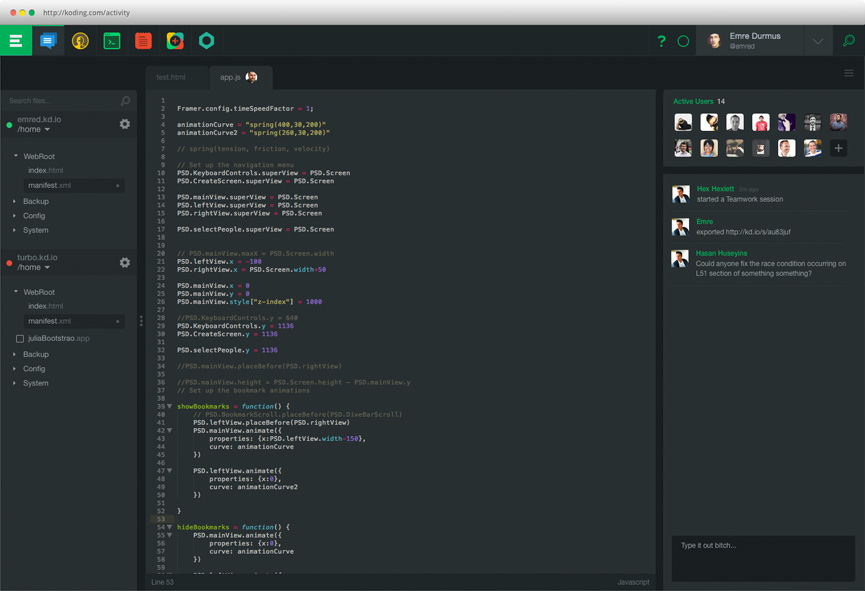 http://koding.com/activity
?
Emre Durmus
@emred
Search files...
emred.kd.io
/home
WebRoot
index.html
manifest.xml
Backup
Config
System
turbo.kd.io
/home
WebRoot
index.html
manifest.xml
juliaBootstrao.app
Backup
Config
System
test.html
app.js
1
2 Framer.config.timeSpeedFactor = 1;
3
4 animationCurve = "spring(400,30,200)"
5 animationCurve2 = "spring(260,30,200)"
6
7 // spring(tension, friction, velocity)
8
9 // Set up the navigation menu
10 PSD.KeyboardControls.superView = PSD.Screen
11 PSD.CreateScreen.superView = PSD.Screen
12
13 PSD.mainView.superView = PSD.Screen
14 PSD.leftView.superView = PSD.Screen
15 PSD.rightView.superView = PSD.Screen
16
17 PSD.selectPeople.superView = PSD.Screen
18
19
20 // PSD.mainView.maxX = PSD.Screen.width
21 PSD.leftView.x = -100
22 PSD.rightView.x = PSD.Screen.width+50
23
24 PSD.mainView.x = 0
25 PSD.mainView.y = 0
26 PSD.mainView.style["z-index"] = 1000
27
28 //PSD.KeyboardControls.y = 640
29 PSD.KeyboardControls.y = 1136
30 PSD.CreateScreen.y = 1136
31
32 PSD.selectPeople.y = 1136
33
34 //PSD.mainView.placeBefore(PSD.rightView)
35
36 //PSD.mainView.height = PSD.Screen.height - PSD.mainView.y
37 // Set up the bookmark animations
38
39 showBookmarks = function() {
40 // PSD.BookmarkScroll.placeBefore(PSD.DiveBarScroll)
41 PSD.leftView.placeBefore(PSD.rightView)
42 PSD.mainView.animate({
43 properties: {x:PSD.leftView.width-150},
44 curve: animationCurve
45 })
46
47 PSD.leftView.animate({
48 properties: {x:0},
49 curve: animationCurve2
50 })
51
52 }
53
54 hideBookmarks = function() {
55 PSD.mainView.animate({
56 properties: {x:0},
57 curve: animationCurve
58 })
59
Line 53
Javascript
Active Users 14
+
Hex Hexlett 2m ago
started a Teamwork session
Emre
exported http://kd.io/s/au83juf
Hasan Huseyins
Could anyone fix the race condition occurring on
L51 section of something something?
Type it out bitch...